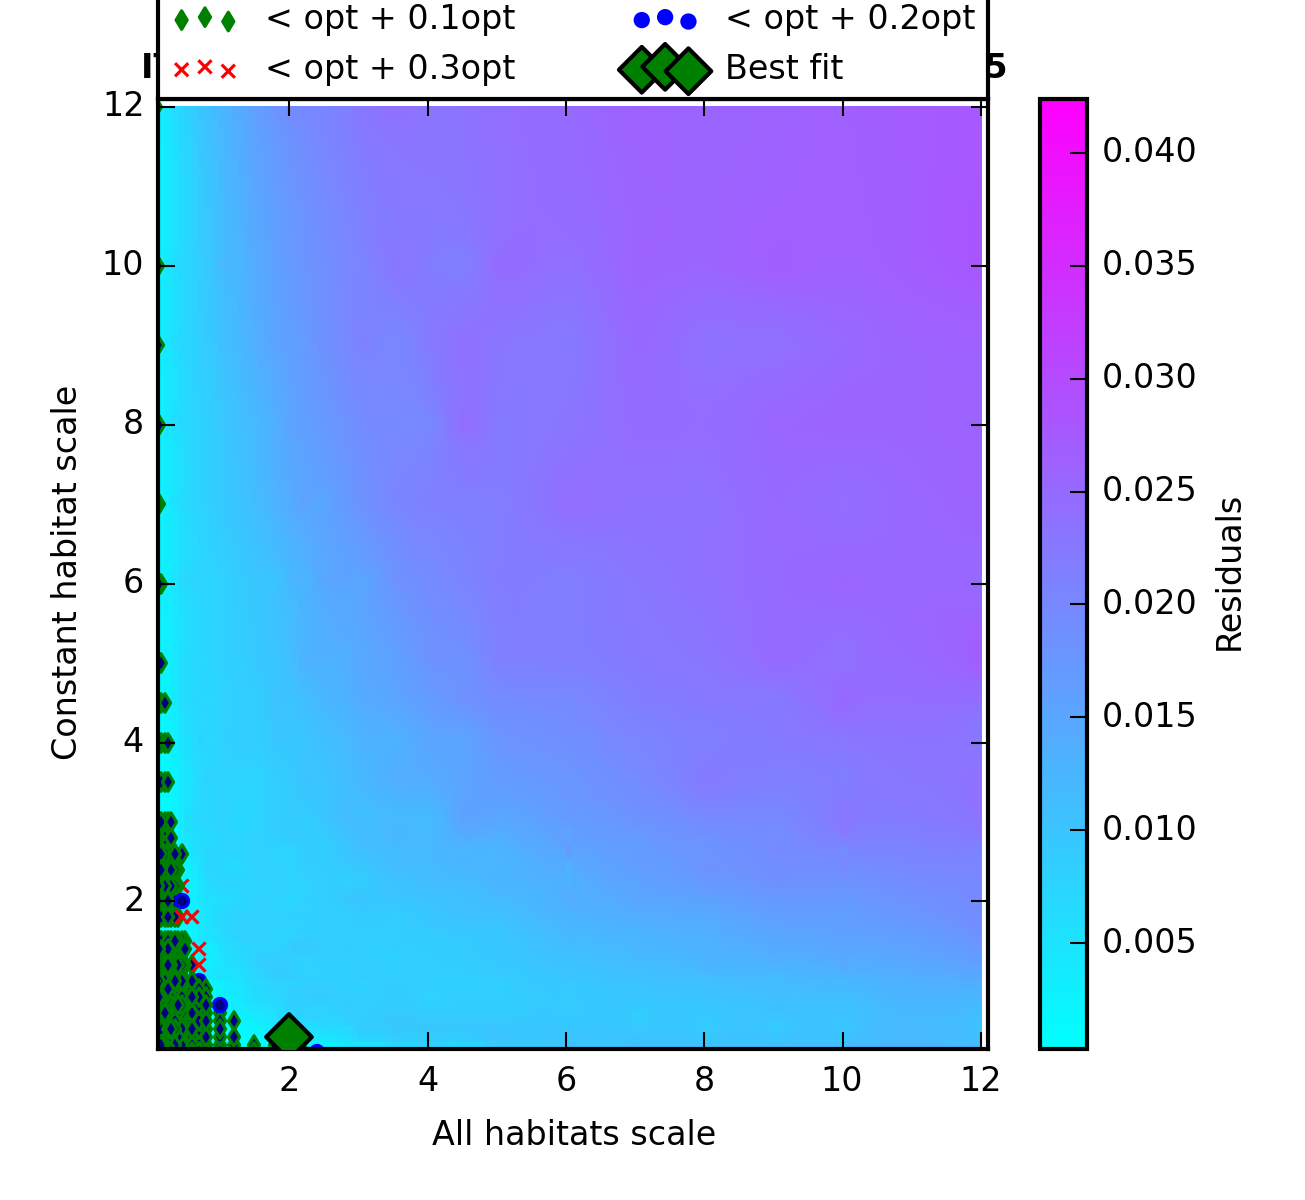 < opt + 0.1opt < opt + 0.2opt
< opt + 0.3opt Best fit
5
12
10
8
6
4
2
Constant habitat scale
2 4 6 8 10 12
All habitats scale
0.040
0.035
0.030
0.025
0.020
0.015
0.010
0.005
Residuals